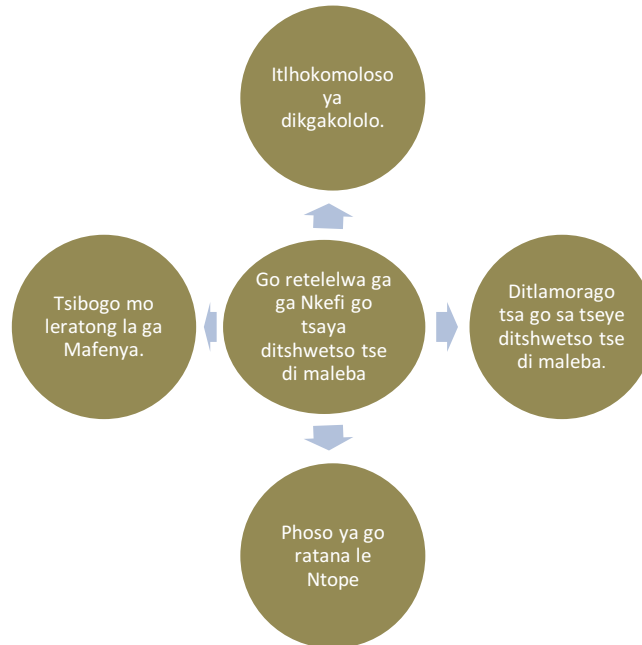 Itlhokomoloso
ya
dikgakololo.
Tsibogo mo
leratong la ga
Mafenya.
Go retelelwa ga
ga Nkefi go
tsaya
ditshwetso tse
di maleba
Ditlamorago
tsa go sa tseye
ditshwetso tse
di maleba.
Phoso ya go
ratana le
Ntope